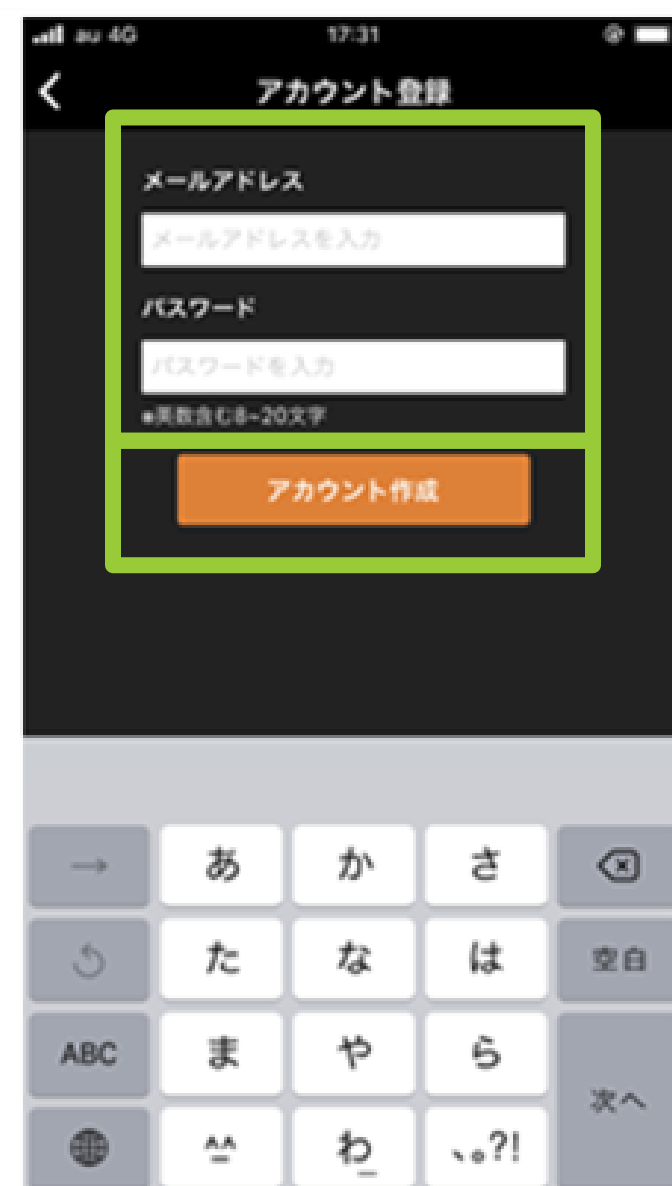 au 4G 17:31
アカウント登録
メールアドレス
メールアドレスを入力
パスワード
パスワードを入力
※英数含む8~20文字
アカウント作成
→ あ か さ
た な は 空白
ABC ま や ら
次へ
^^ わ_ 、。?!